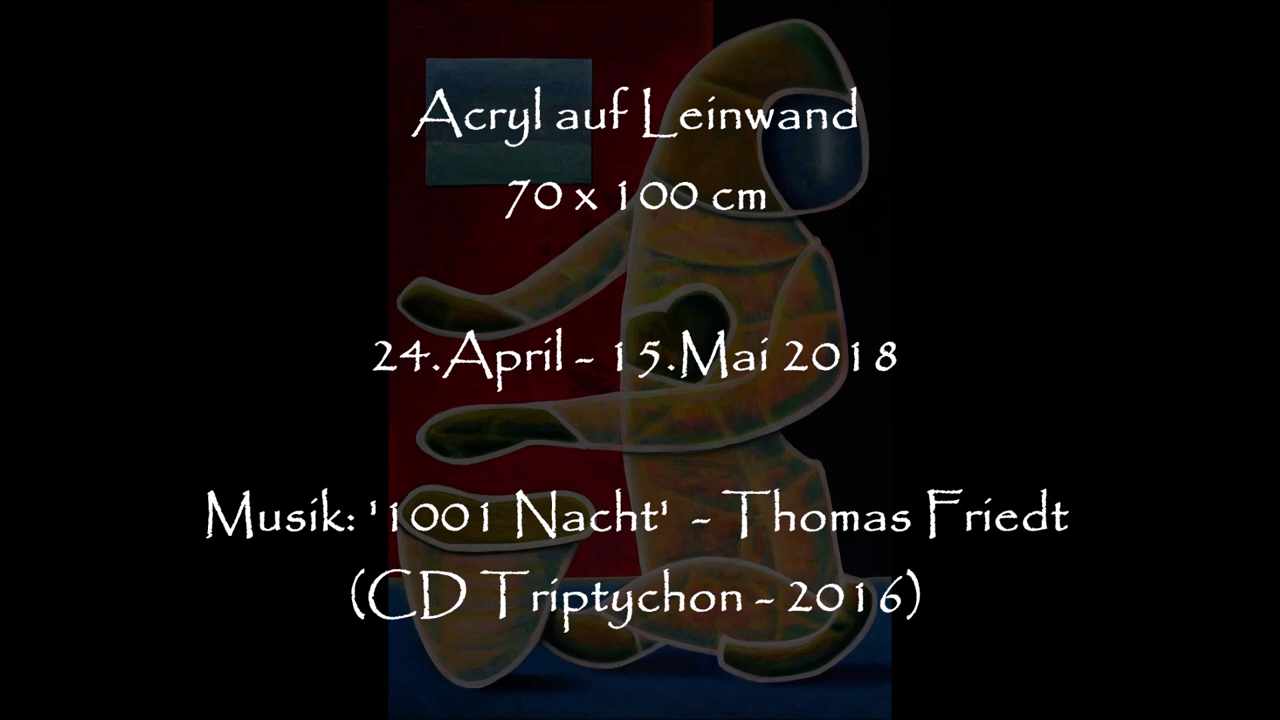 Acryl auf Leinwand
70 x 100 cm
24.April - 15.Mai 2018
Musik: '1001 Nacht' - Thomas Friedt
(CD Triptychon - 2016)